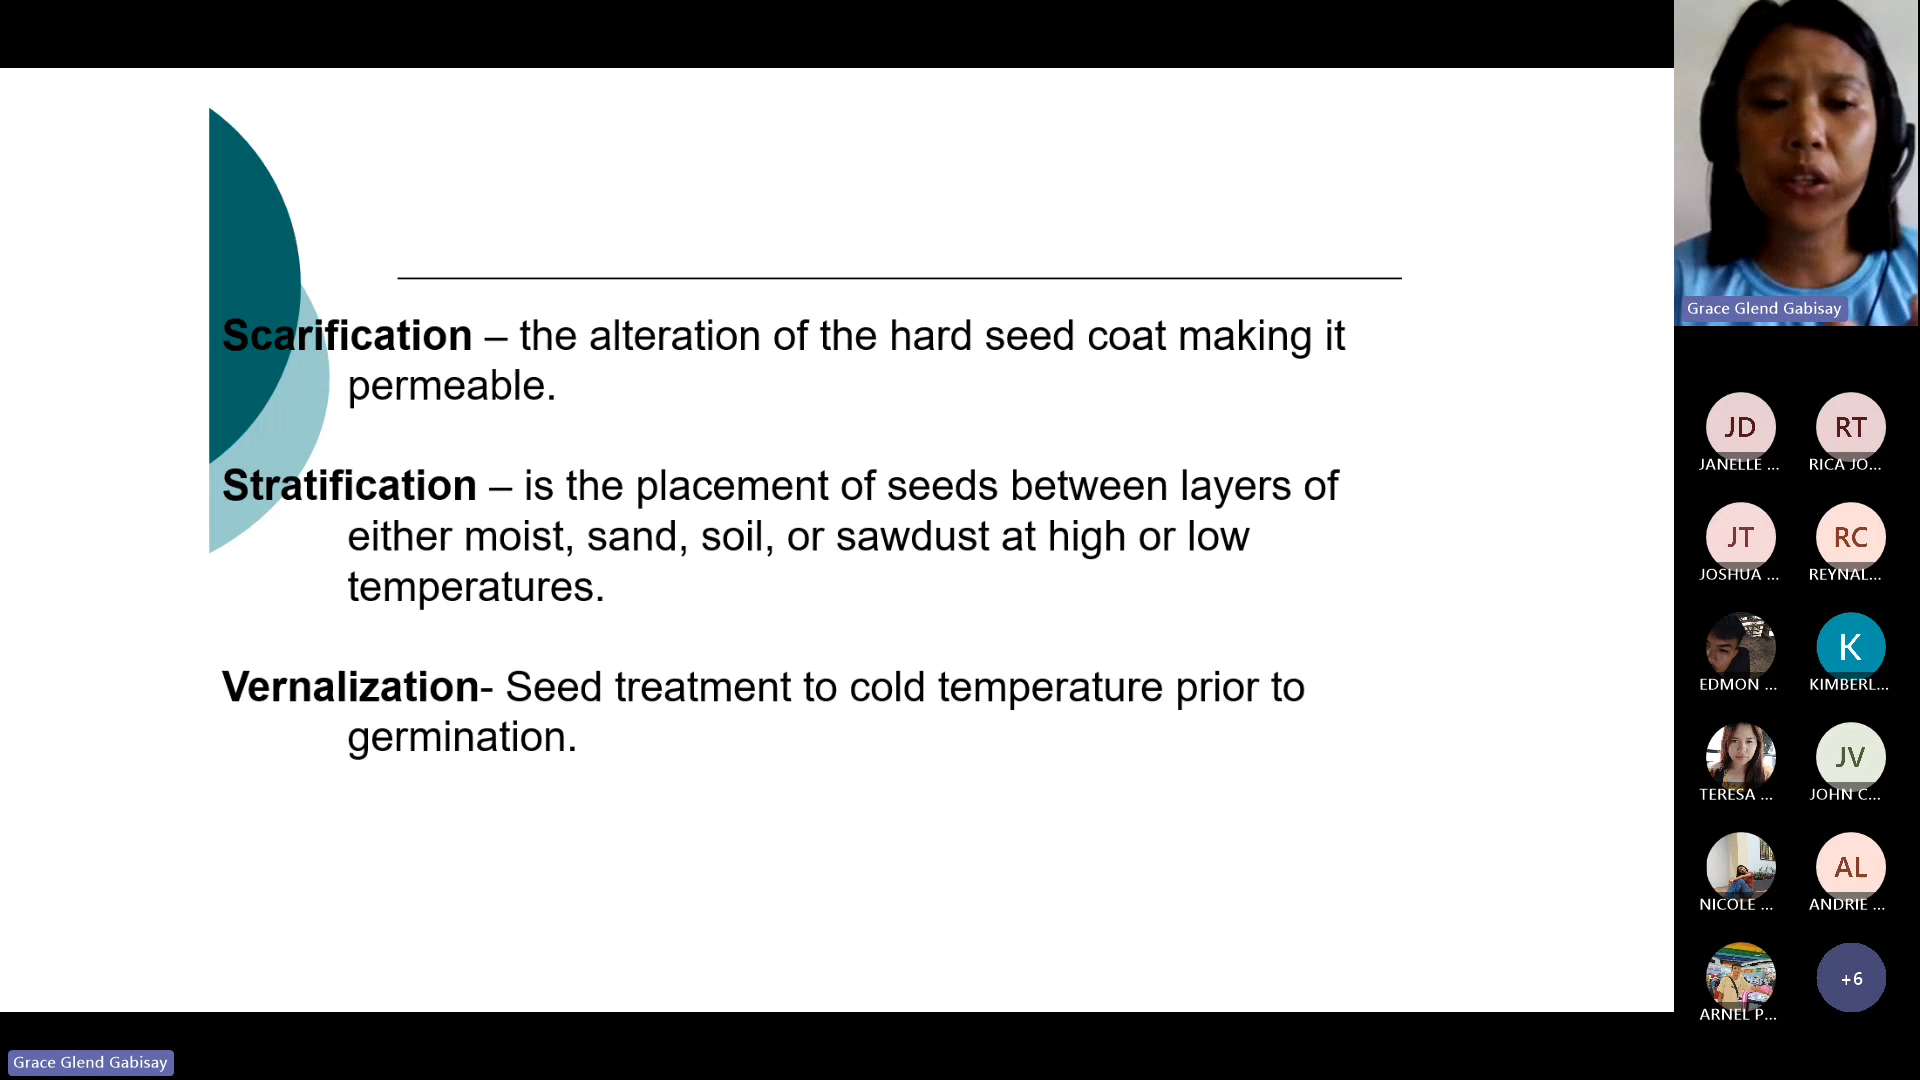 Scarification – the alteration of the hard seed coat making it
permeable.
Stratification – is the placement of seeds between layers of
either moist, sand, soil, or sawdust at high or low
temperatures.
Vernalization- Seed treatment to cold temperature prior to
germination.
Grace Glend Gabisay
JD
RT
JANELLE ...
RICA JO...
JT
RC
JOSHUA ...
REYNAL...
K
EDMON ...
KIMBERL...
JV
TERESA ...
JOHN C...
AL
NICOLE ...
ANDRIE ...
+6
ARNEL P...
Grace Glend Gabisay